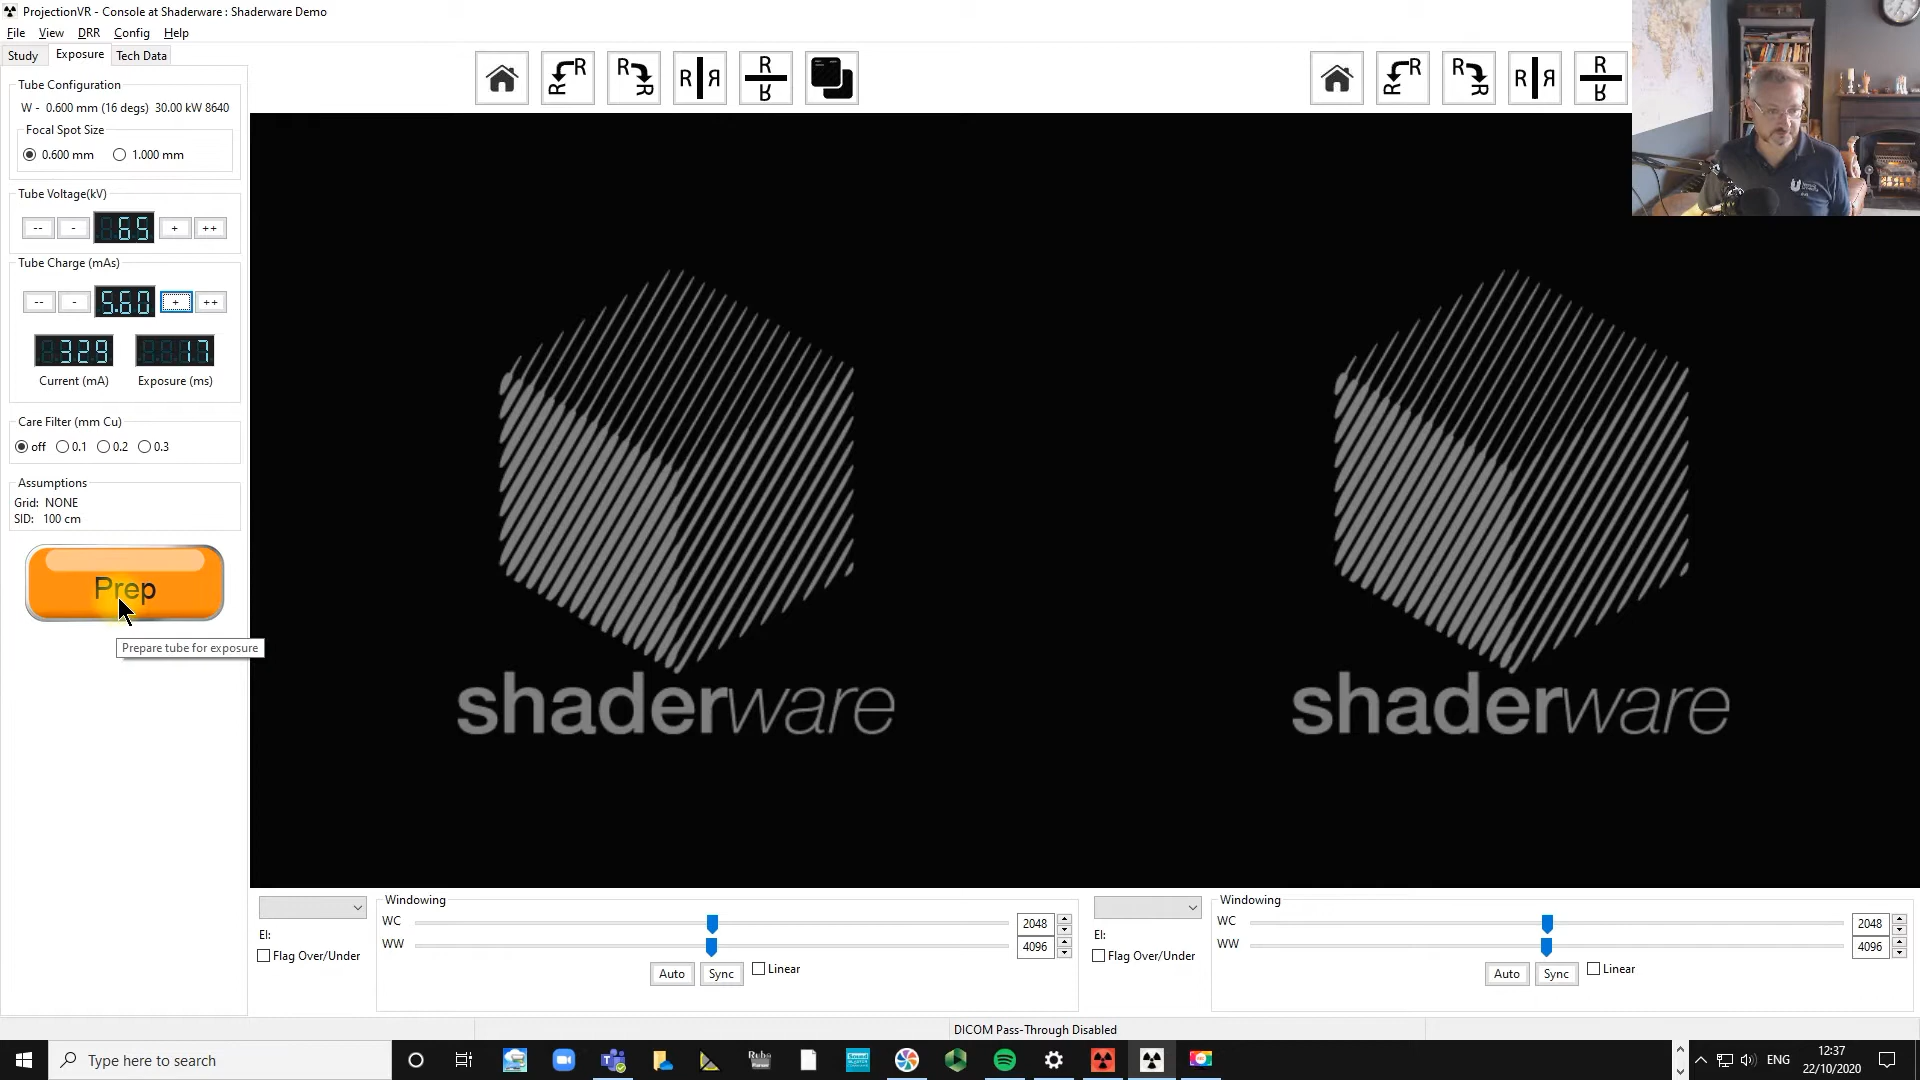 ProjectionVR - Console at Shaderware : Shaderware Demo
File View DRR Config Help
Study Exposure Tech Data
Tube Configuration
W - 0.600 mm (16 degs) 30.00 kW 8640
Focal Spot Size
0.600 mm 1.000 mm
Tube Voltage(kV)
-- - 65 + ++
Tube Charge (mAs)
-- - 5.60 + ++
329 17
Current (mA) Exposure (ms)
Care Filter (mm Cu)
off 0.1 0.2 0.3
Assumptions
Grid: NONE
SID: 100 cm
Prep
Prepare tube for exposure
shaderware shaderware
Windowing Windowing
WC 2048 WC 2048
EI: EI:
WW 4096 WW 4096
Flag Over/Under Flag Over/Under
Auto Sync Linear Auto Sync Linear
DICOM Pass-Through Disabled
Type here to search
ENG
12:37
22/10/2020